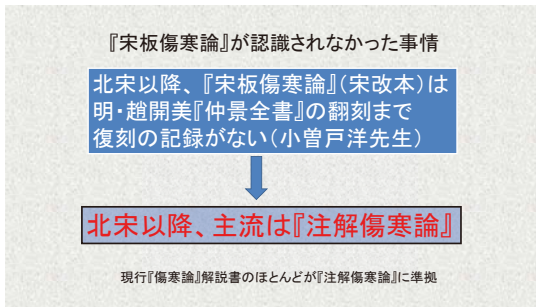 『宋板傷寒論』が認識されなかった事情
北宋以降、『宋板傷寒論』（宋改本）は
明・趙開美『仲景全書』の翻刻まで
復刻の記録がない（小曽戸洋先生）
北宋以降、主流は『注解傷寒論』
現行『傷寒論』解説書のほとんどが『注解傷寒論』に準拠